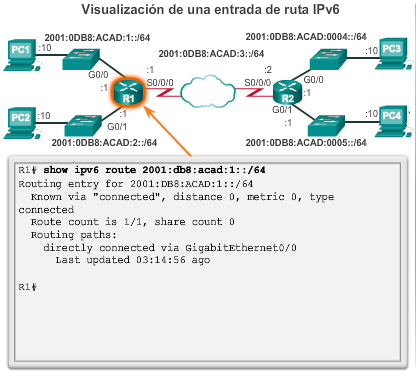 Visualización de una entrada de ruta IPv6
2001:0DB8:ACAD:1::/64
2001:0DB8:ACAD:0004::/64
2001:0DB8:ACAD:3::/64
PC1
:10
G0/0
:1
:1
S0/0/0
R1
:1
G0/1
PC2
:10
2001:0DB8:ACAD:2::/64
:2
S0/0/0
R2
:1
G0/0
:10
PC3
G0/1
:1
:10
PC4
2001:0DB8:ACAD:0005::/64
R1# show ipv6 route 2001:db8:acad:1::/64
Routing entry for 2001:DB8:ACAD:1::/64
Known via "connected", distance 0, metric 0, type
connected
Route count is 1/1, share count 0
Routing paths:
directly connected via GigabitEthernet0/0
Last updated 03:14:56 ago
R1#